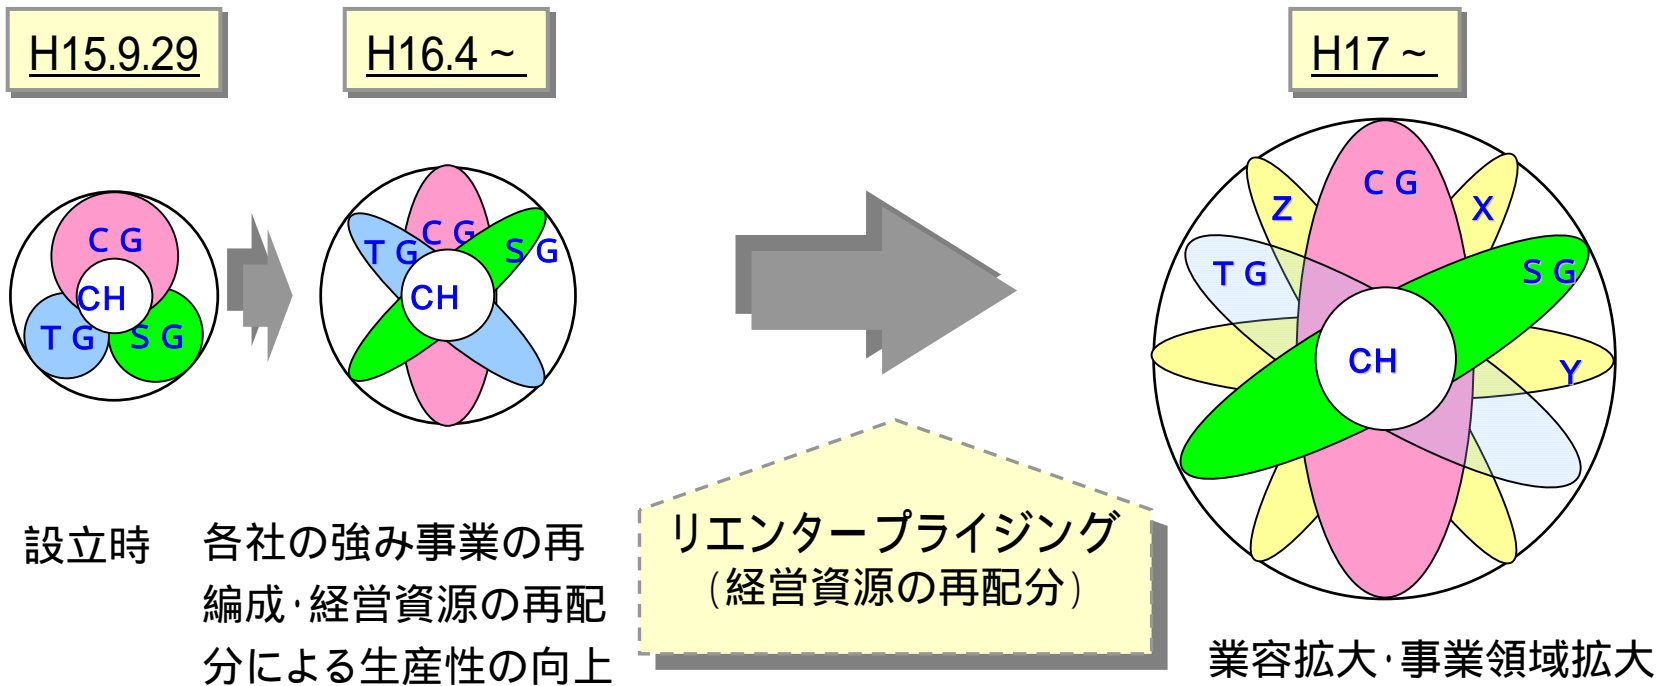 H15.9.29
H16.4 ~
H17 ~
CG
CH
TG
SG
CG
TG
SG
CH
CG
Z
X
TG
SG
CH
Y
設立時
各社の強み事業の再
編成・経営資源の再配
分による生産性の向上
リエンタープライジング
(経営資源の再配分)
業容拡大・事業領域拡大